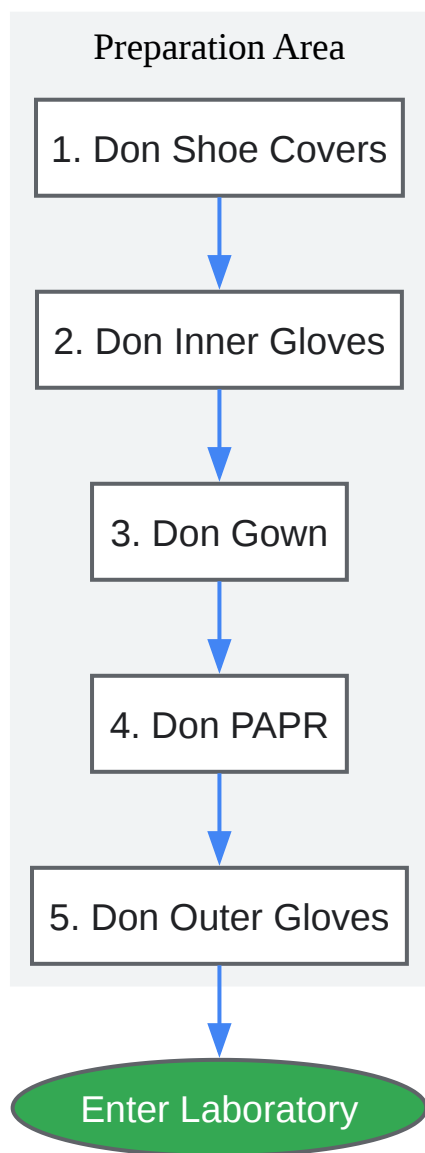 Preparation Area
1. Don Shoe Covers
2. Don Inner Gloves
3. Don Gown
4. Don PAPR
5. Don Outer Gloves
Enter Laboratory